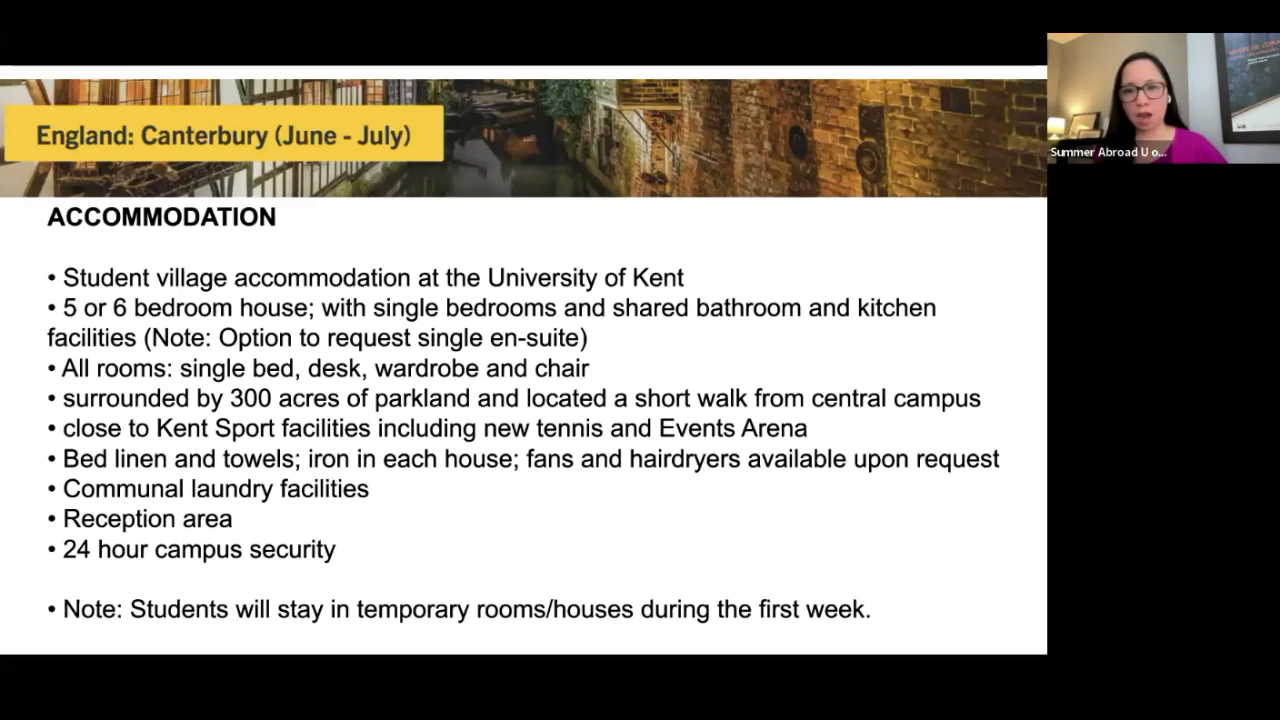 England: Canterbury (June - July)
Summer Abroad U o...
ACCOMMODATION
• Student village accommodation at the University of Kent
• 5 or 6 bedroom house; with single bedrooms and shared bathroom and kitchen
facilities (Note: Option to request single en-suite)
• All rooms: single bed, desk, wardrobe and chair
• surrounded by 300 acres of parkland and located a short walk from central campus
• close to Kent Sport facilities including new tennis and Events Arena
• Bed linen and towels; iron in each house; fans and hairdryers available upon request
• Communal laundry facilities
• Reception area
• 24 hour campus security
• Note: Students will stay in temporary rooms/houses during the first week.